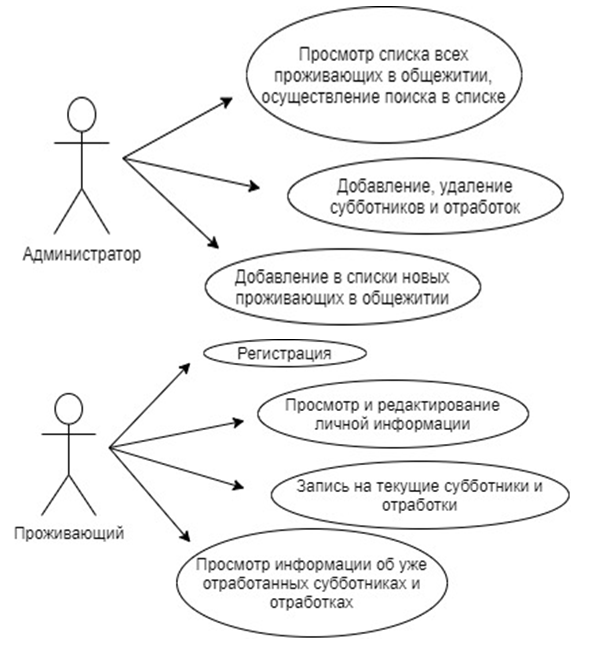 Просмотр списка всех
проживающих в общежитии,
осуществление поиска в списке
Добавление, удаление
субботников и отработок
Администратор
Добавление в списки новых
проживающих в общежитии
Регистрация
Просмотр и редактирование
личной информации
Запись на текущие субботники и
отработки
Проживающий
Просмотр информации об уже
отработанных субботниках и
отработках